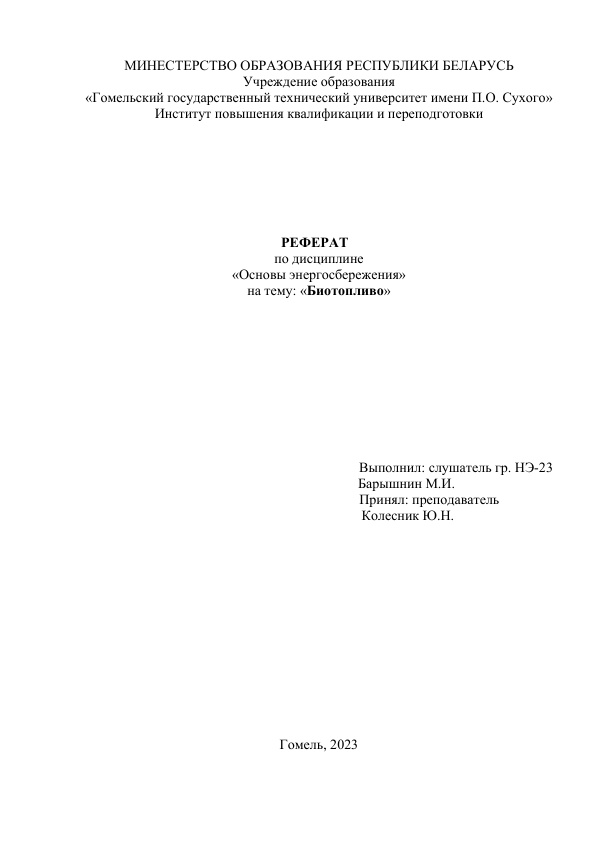 МИНЕСТЕРСТВО ОБРАЗОВАНИЯ РЕСПУБЛИКИ БЕЛАРУСЬ
Учреждение образования
«Гомельский государственный технический университет имени П.О. Сухого»
Институт повышения квалификации и переподготовки
РЕФЕРАТ
по дисциплине
«Основы энергосбережения»
на тему: «Биотопливо»
Выполнил: слушатель гр. НЭ-23
Барышнин М.И.
Принял: преподаватель
Колесник Ю.Н.
Гомель, 2023